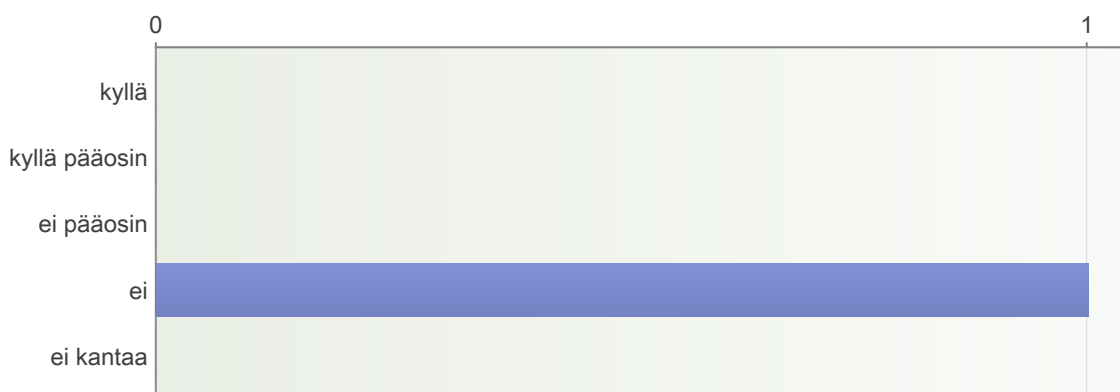 0 1
kyllä
kyllä pääosin
ei pääosin
ei
ei kantaa